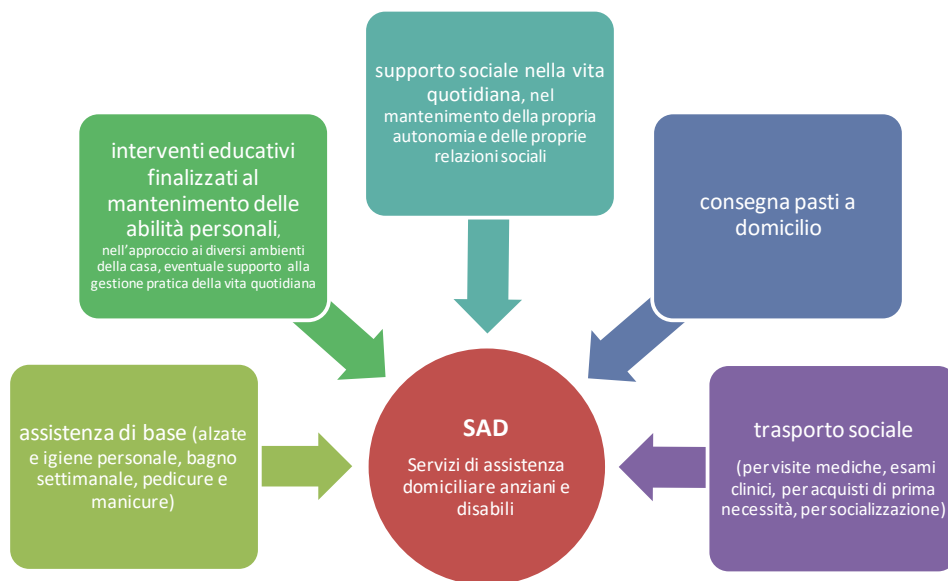 supporto sociale nella vita
quotidiana, nel
mantenimento della propria
autonomia e delle proprie
relazioni sociali
interventi educativi
finalizzati al
mantenimento delle
abilità personali,
nell'approccio ai diversi ambienti
della casa, eventuale supporto alla
gestione pratica della vita quotidiana
consegna pasti a
domicilio
assistenza di base (alzate
e igiene personale, bagno
settimanale, pedicure e
manicure)
SAD
Servizi di assistenza
domiciliare anziani e
disabili
trasporto sociale
(per visite mediche, esami
clinici, per acquisti di prima
necessità, per socializzazione)